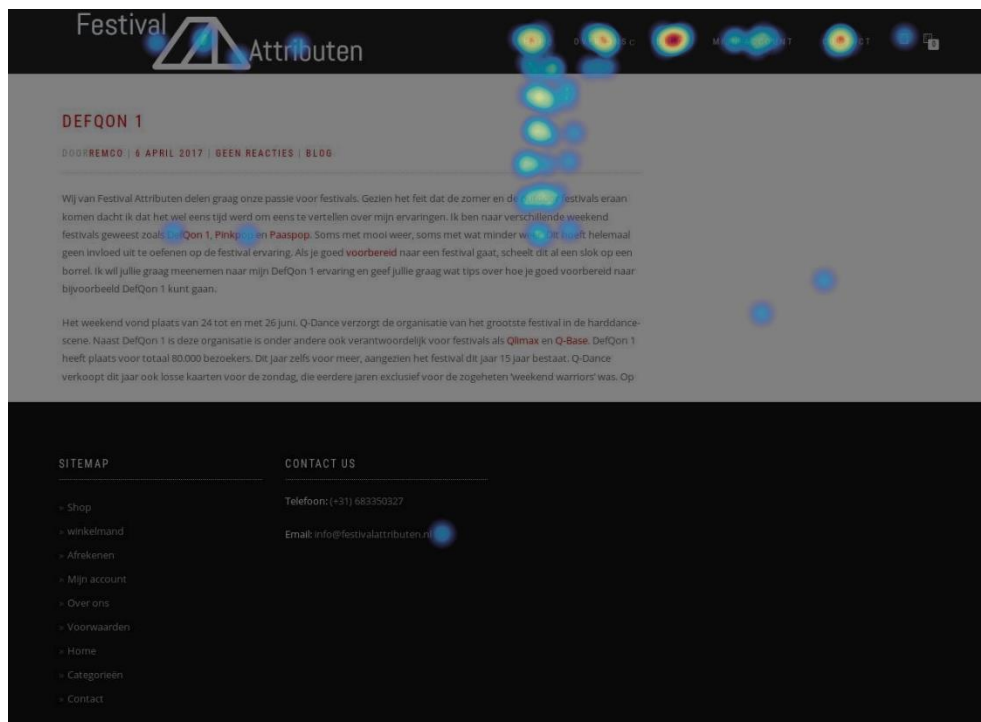 Festival
Attributen
0
DEFQON 1
DOORREMCO | 6 APRIL 2017 | GEEN REACTIES | BLOG
Wij van Festival Attributen delen graag onze passie voor festivals. Gezien het feit dat de zomer en de festivals eraan
komen dacht ik dat het wel eens tijd werd om eens te vertellen over mijn ervaringen. Ik ben naar verschillende weekend
festivals geweest zoals DefQon 1, Pinkpop en Paaspop. Soms met mooi weer, soms met wat minder Dit hoeft helemaal
geen invloed uit te oefenen op de festival ervaring. Als je goed voorbereid naar een festival gaat, scheelt dit al een slok op een
borrel. Ik wil jullie graag meenemen naar mijn DefQon 1 ervaring en geef jullie graag wat tips over hoe je goed voorbereid naar
bijvoorbeeld DefQon 1 kunt gaan.
Het weekend vond plaats van 24 tot en met 26 juni. Q-Dance verzorgt de organisatie van het grootste festival in de harddance-
scene. Naast DefQon 1 is deze organisatie is onder andere ook verantwoordelijk voor festivals als Qlimax en Q-Base. DefQon 1
heeft plaats voor totaal 80.000 bezoekers. Dit jaar zelfs voor meer, aangezien het festival dit jaar 15 jaar bestaat. Q-Dance
verkoopt dit jaar ook losse kaarten voor de zondag, die eerdere jaren exclusief voor de zogeheten 'weekend warriors' was. Op
SITEMAP
» Shop
» winkelmand
» Afrekenen
» Mijn account
» Over ons
» Voorwaarden
» Home
» Categorieën
» Contact
CONTACT US
Telefoon: (+31) 683350327
Email: info@festivalattributen.nl